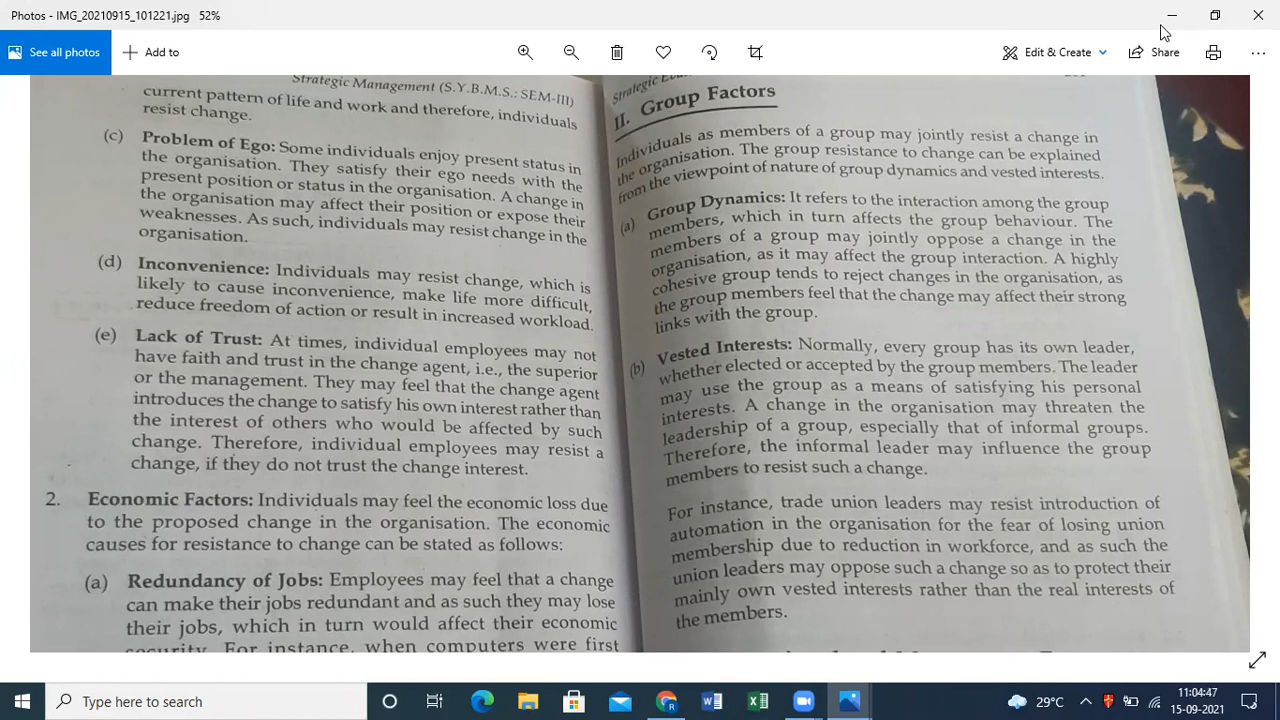 Photos - IMG_20210915_101221.jpg 52%
See all photos
Add to
Edit & Create
Share
Strategic Management (S.Y.B.M.S.: SEM-III)
current pattern of life and work and therefore, individuals
resist change.
(c) Problem of Ego: Some individuals enjoy present status in
the organisation. They satisfy their ego needs with the
present position or status in the organisation. A change in
the organisation may affect their position or expose their
weaknesses. As such, individuals may resist change in the
organisation.
(d) Inconvenience: Individuals may resist change, which is
likely to cause inconvenience, make life more difficult,
reduce freedom of action or result in increased workload.
(e) Lack of Trust: At times, individual employees may not
have faith and trust in the change agent, i.e., the superior
or the management. They may feel that the change agent
introduces the change to satisfy his own interest rather than
the interest of others who would be affected by such
change. Therefore, individual employees may resist a
change, if they do not trust the change interest.
2. Economic Factors: Individuals may feel the economic loss due
to the proposed change in the organisation. The economic
causes for resistance to change can be stated as follows:
(a) Redundancy of Jobs: Employees may feel that a change
can make their jobs redundant and as such they may lose
their jobs, which in turn would affect their economic
security. For instance, when computers were first
Strategic
II. Group Factors
Individuals as members of a group may jointly resist a change in
the organisation. The group resistance to change can be explained
from the viewpoint of nature of group dynamics and vested interests.
(a) Group Dynamics: It refers to the interaction among the group
members, which in turn affects the group behaviour. The
members of a group may jointly oppose a change in the
organisation, as it may affect the group interaction. A highly
cohesive group tends to reject changes in the organisation, as
the group members feel that the change may affect their strong
links with the group.
(b) Vested Interests: Normally, every group has its own leader,
whether elected or accepted by the group members. The leader
may use the group as a means of satisfying his personal
interests. A change in the organisation may threaten the
leadership of a group, especially that of informal groups.
Therefore, the informal leader may influence the group
members to resist such a change.
For instance, trade union leaders may resist introduction of
automation in the organisation for the fear of losing union
membership due to reduction in workforce, and as such the
union leaders may oppose such a change so as to protect their
mainly own vested interests rather than the real interests of
the members.
Type here to search
29°C
11:04:47
15-09-2021